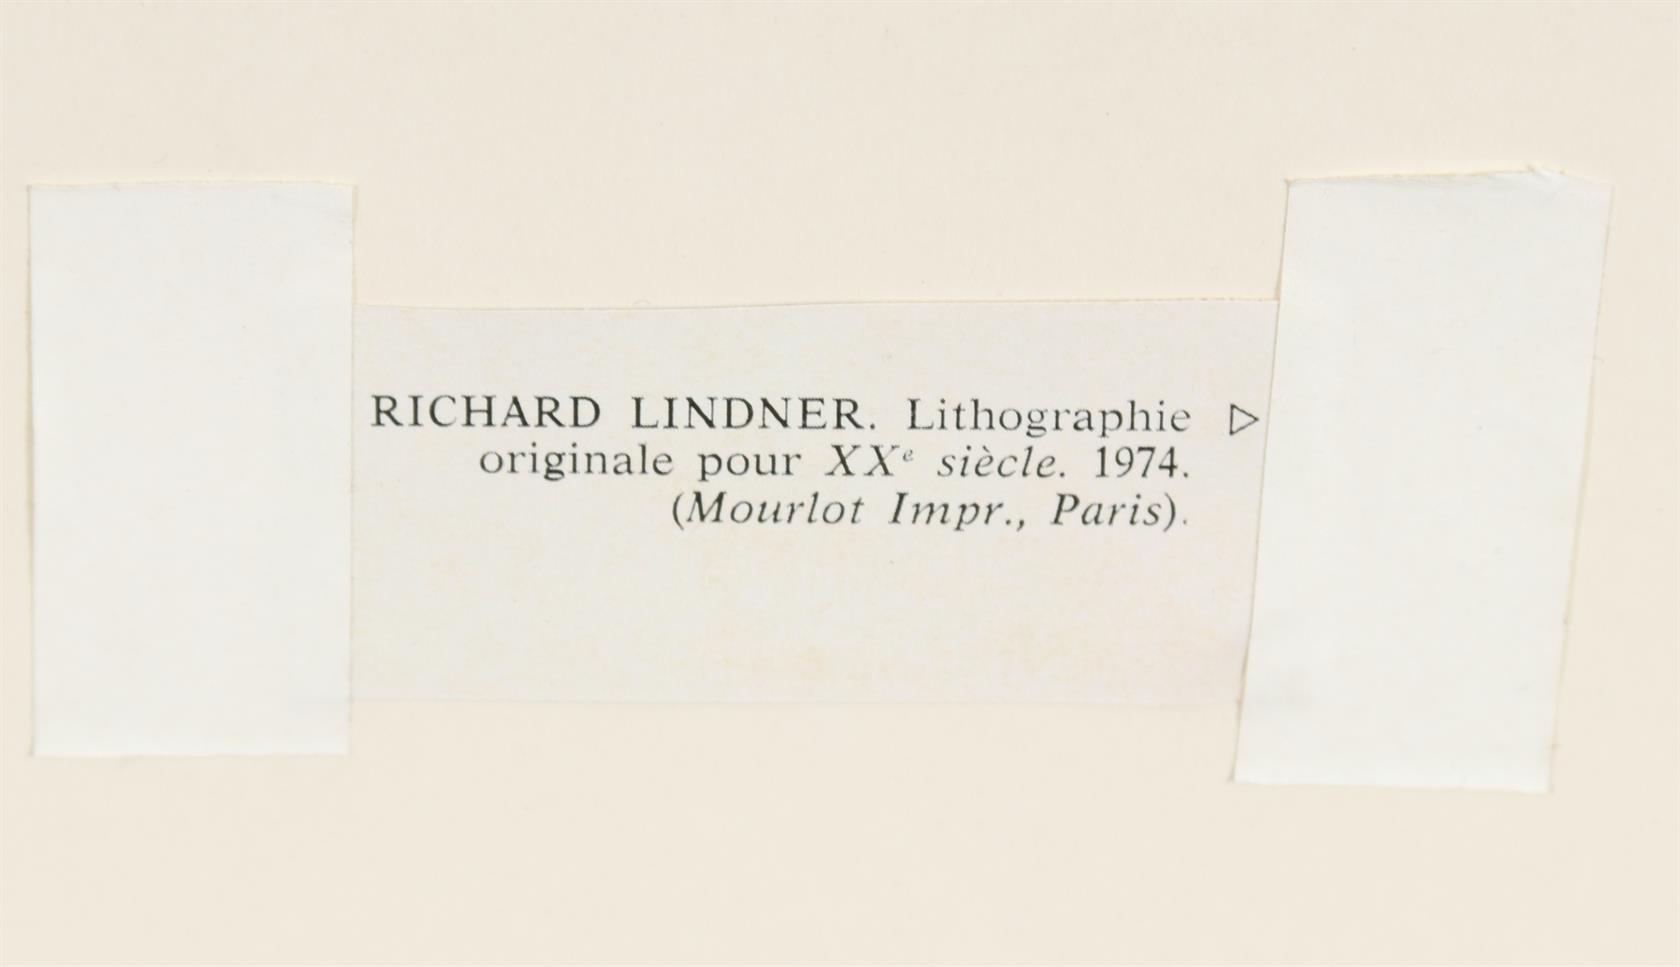 RICHARD LINDNER. Lithographie ▷
originale pour XXᵉ siècle. 1974.
(Mourlot Impr., Paris).